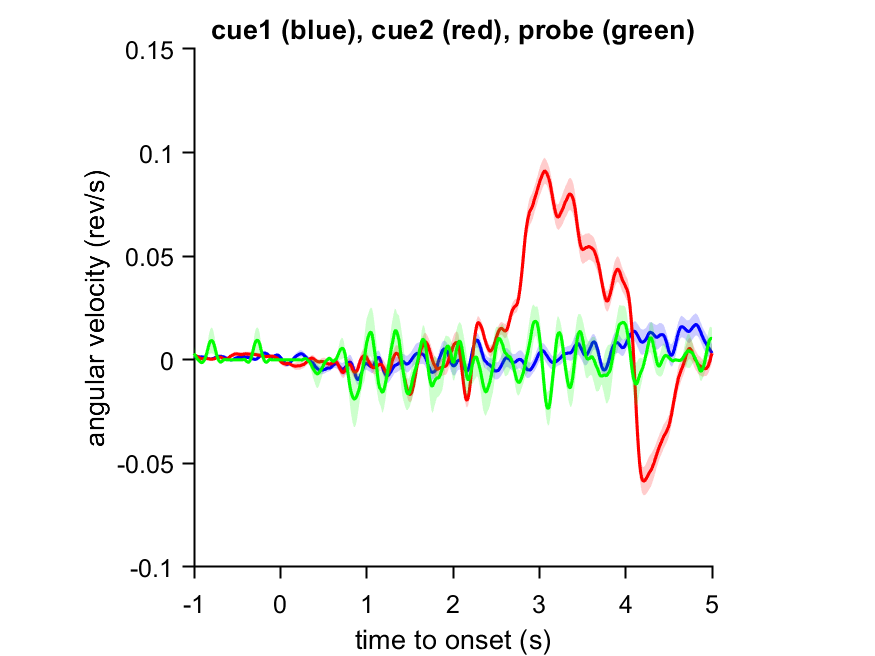 cue1 (blue), cue2 (red), probe (green)
0.15
0.1
0.05
0
-0.05
-0.1
angular velocity (rev/s)
-1 0 1 2 3 4 5
time to onset (s)